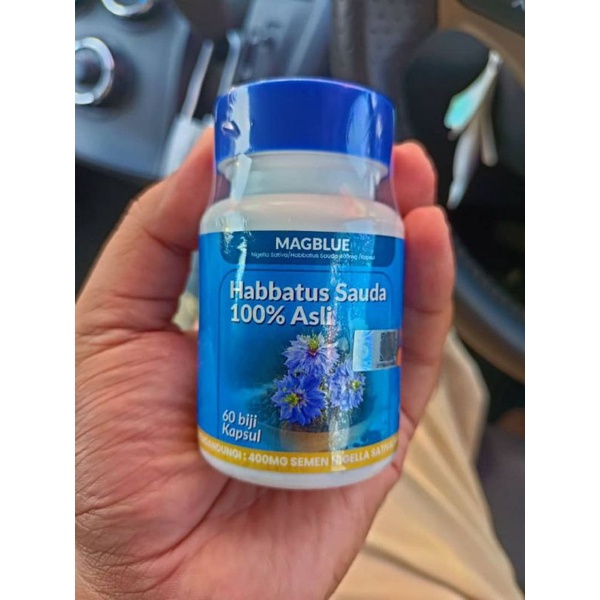 MAGBLUE
Nigella Sativa/Habbatus Sauda 400mg /Kapsul
Habbatus Sauda
100% Asli
60 biji
Kapsul
: 400MG SEMEN NIGELLA SATIVA